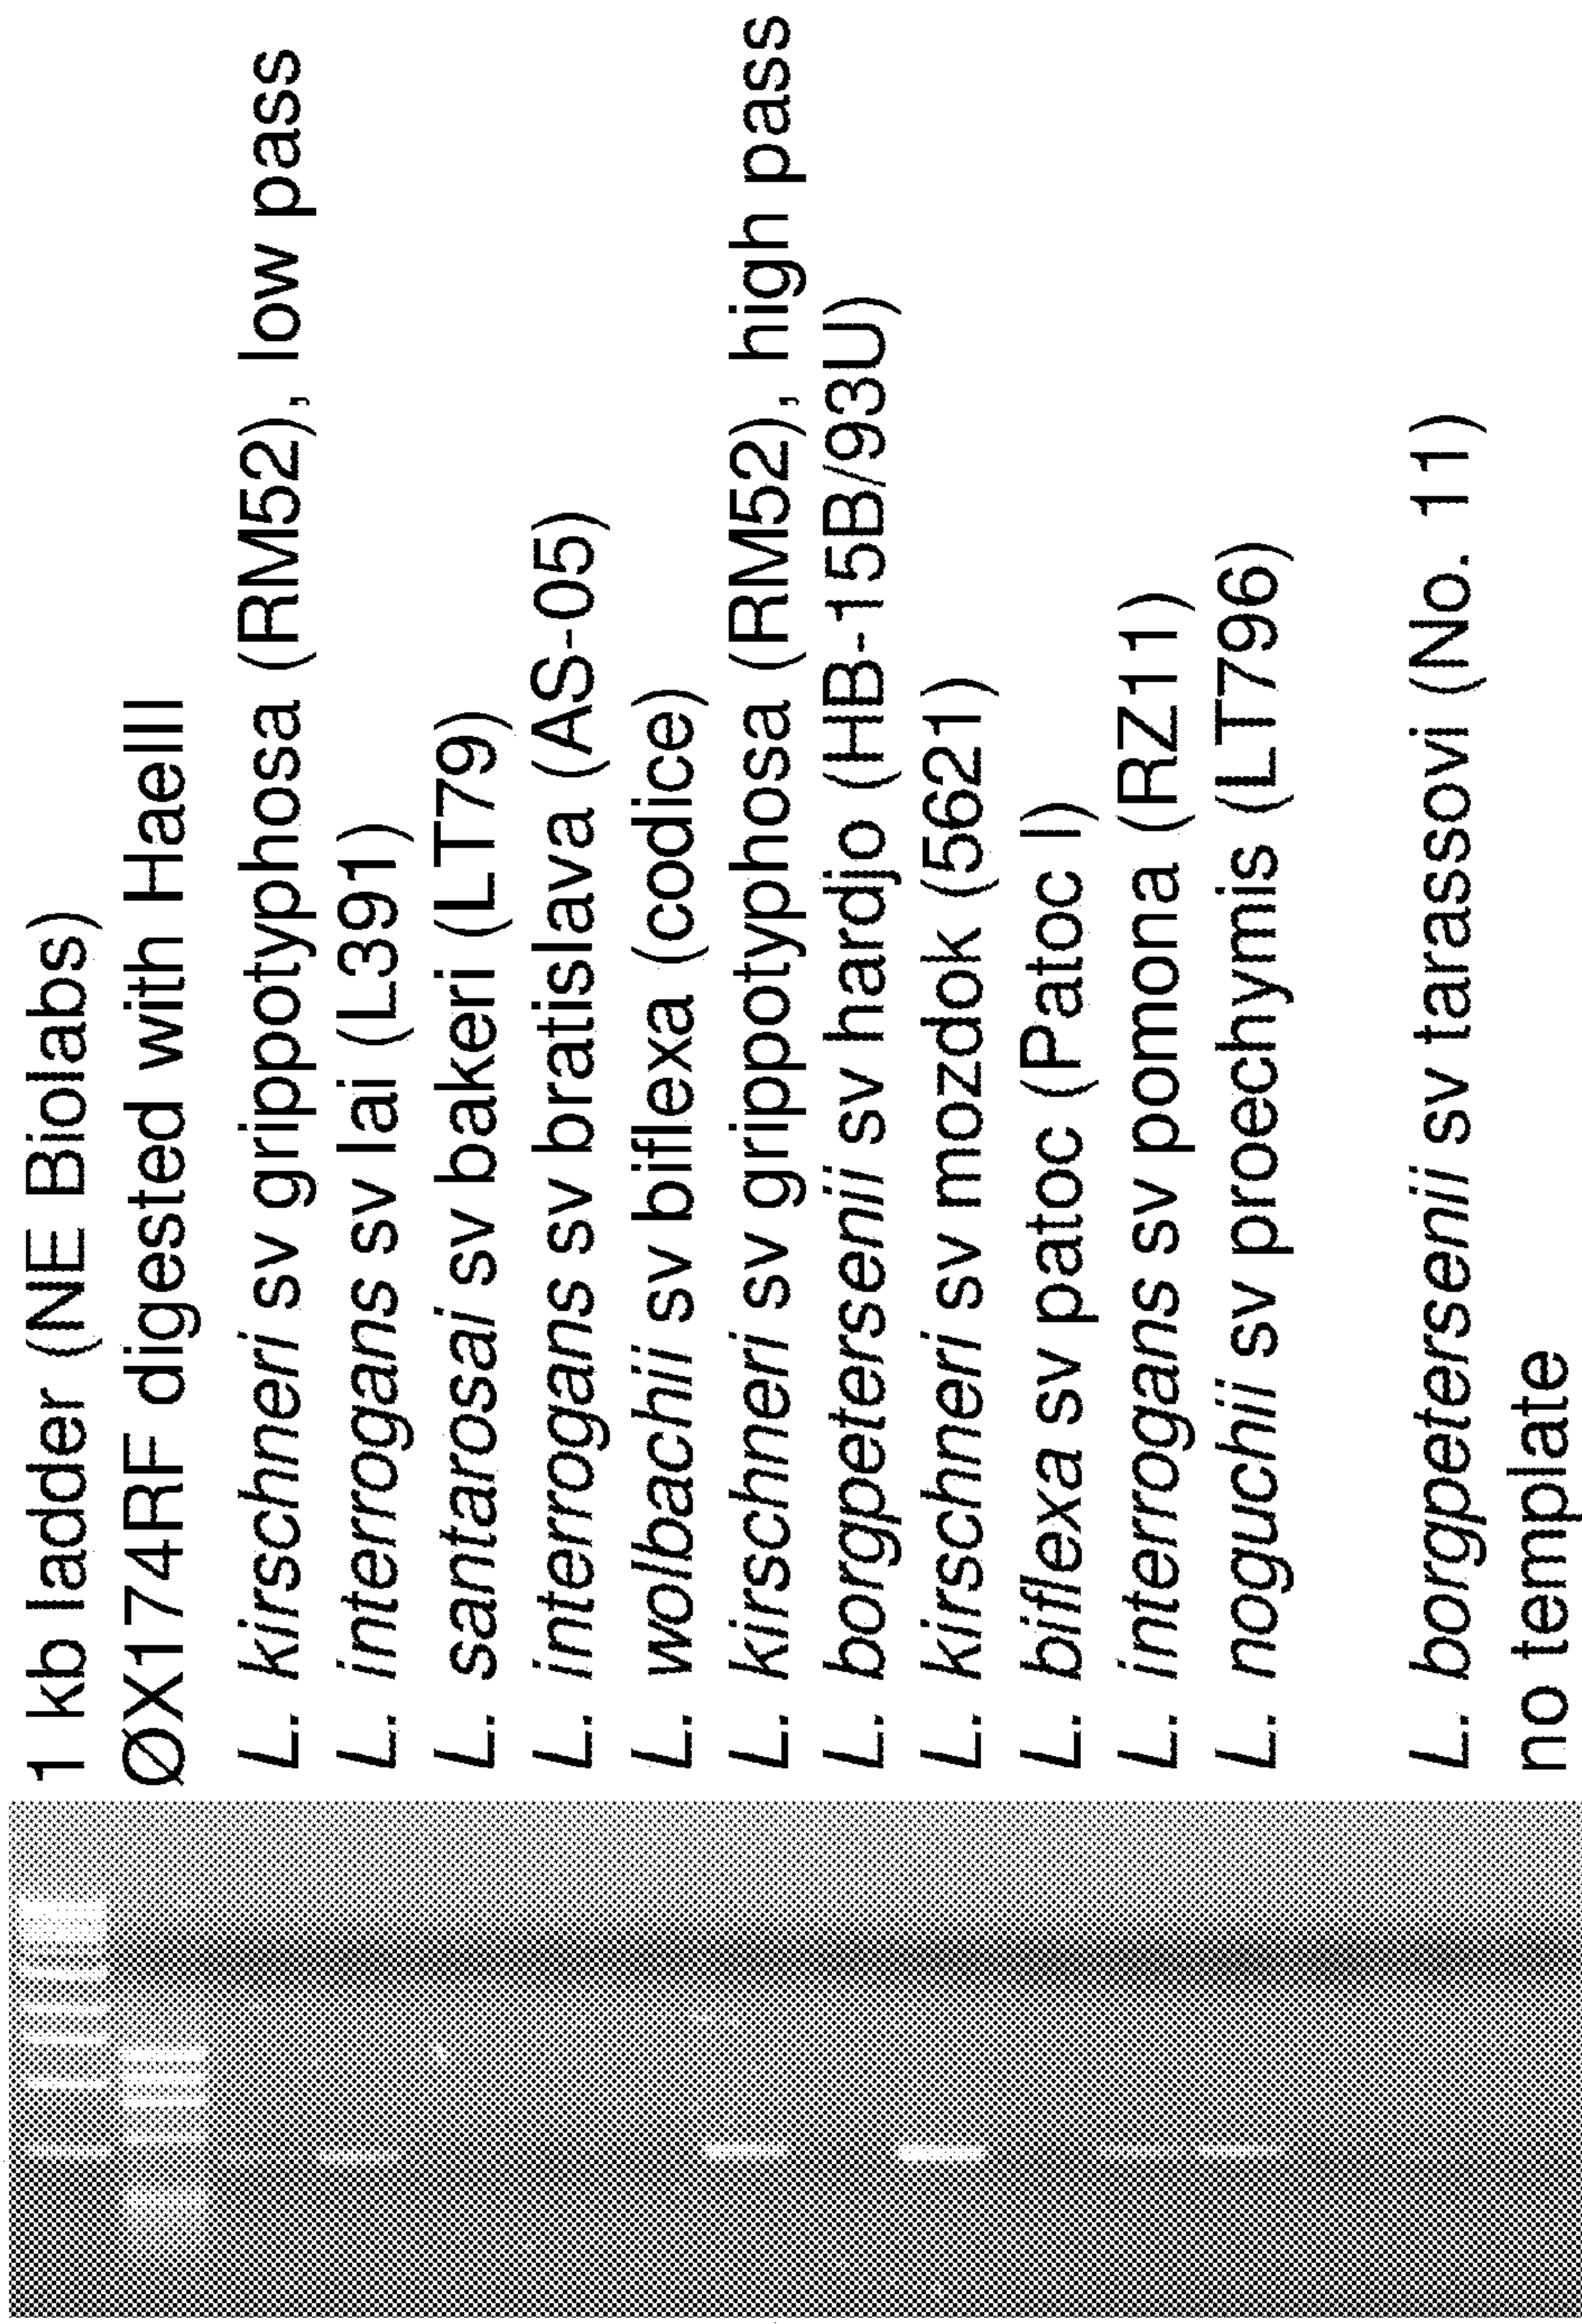 1 kb ladder (NE Biolabs)
ØX174RF digested with HaeIII
L. kirschneri sv grippotyphosa (RM52), low pass
L. interrogans sv lai (L391)
L. santarosai sv bakeri (LT79)
L. interrogans sv bratislava (AS-05)
L. wolbachii sv biflexa (codice)
L. kirschneri sv grippotyphosa (RM52), high pass
L. borgpetersenii sv hardjo (HB-15B/93U)
L. kirschneri sv mozdok (5621)
L. biflexa sv patoc (Patoc I)
L. interrogans sv pomona (RZ11)
L. noguchii sv proechymis (LT796)
L. borgpetersenii sv tarassovi (No. 11)
no template